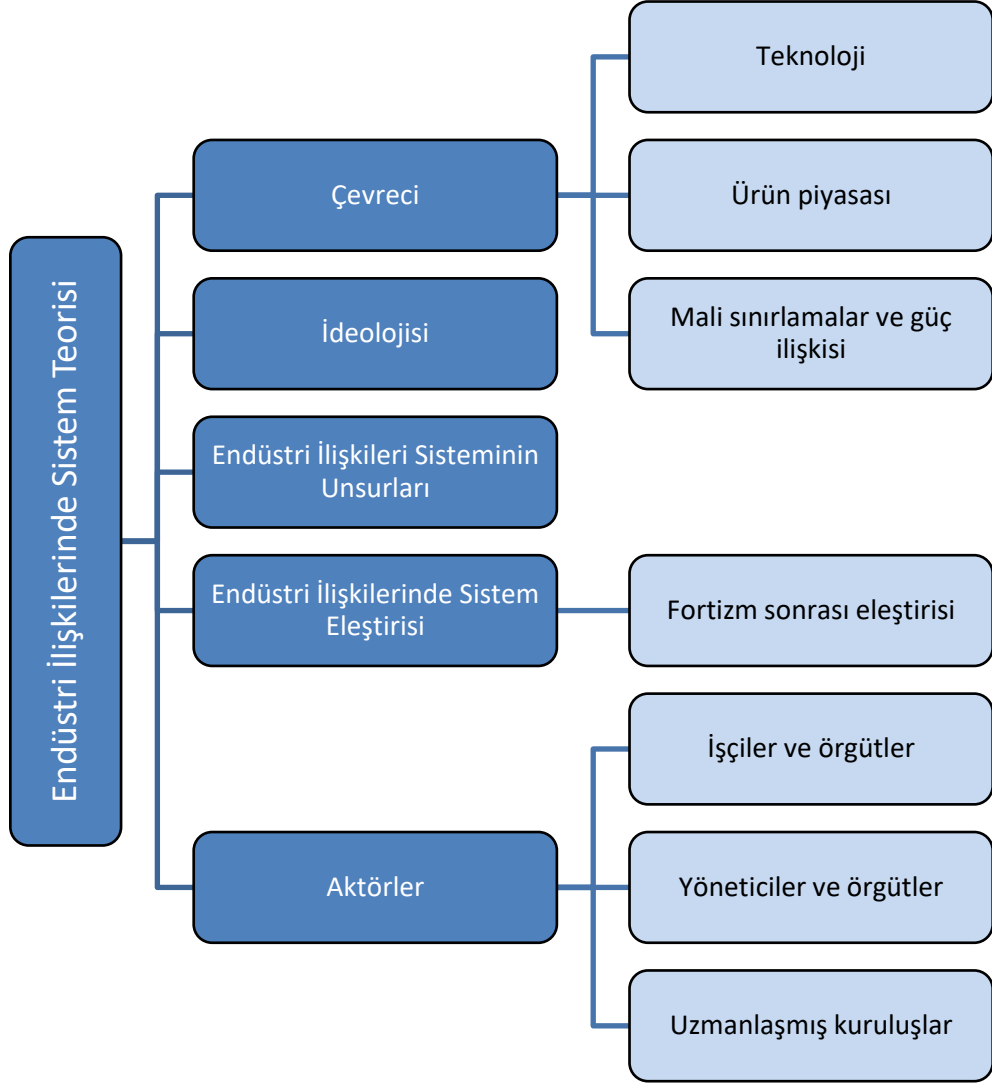 Endüstri İlişkilerinde Sistem Teorisi
Çevreci
Teknoloji
Ürün piyasası
Mali sınırlamalar ve güç
ilişkisi
İdeolojisi
Endüstri İlişkileri Sisteminin
Unsurları
Endüstri İlişkilerinde Sistem
Eleştirisi
Fortizm sonrası eleştirisi
Aktörler
İşçiler ve örgütler
Yöneticiler ve örgütler
Uzmanlaşmış kuruluşlar